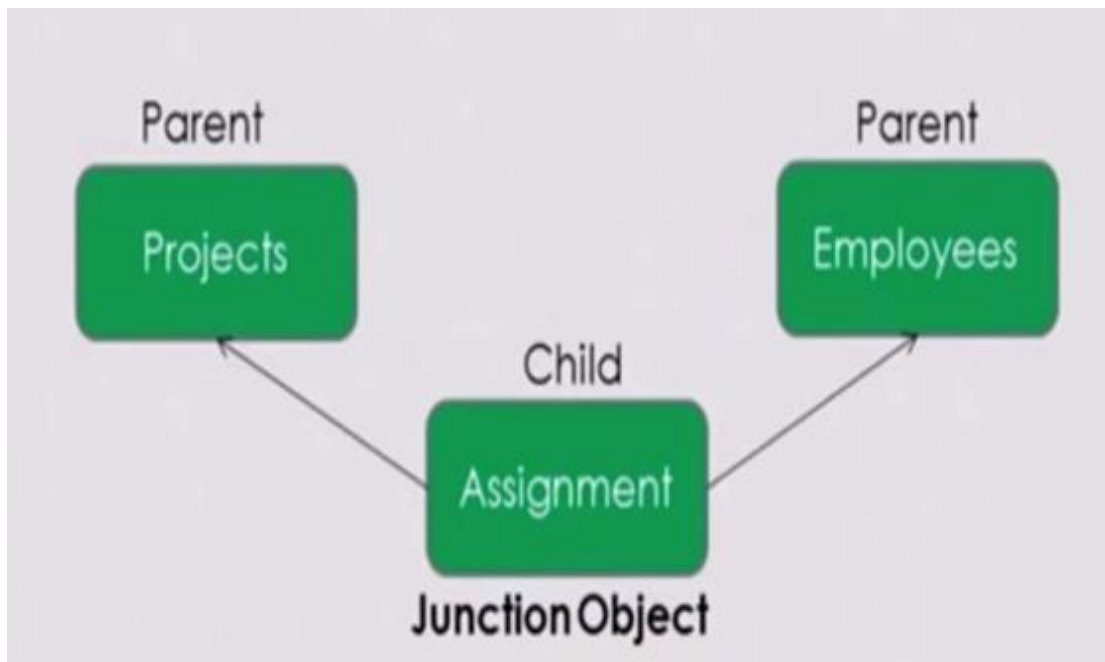 Parent
Parent
Projects
Employees
Child
Assignment
Junction Object